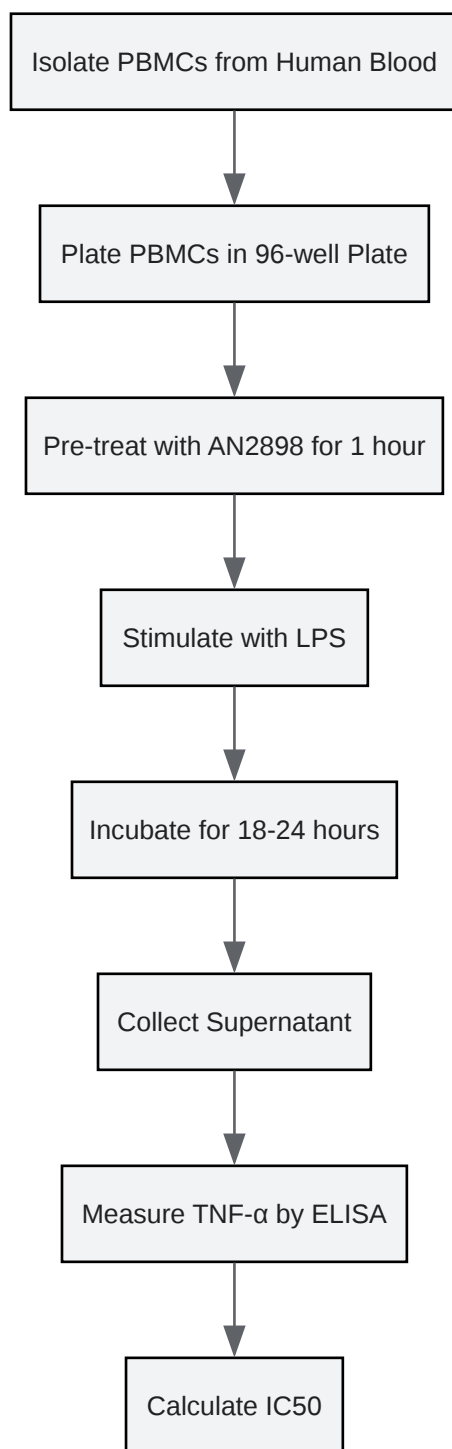 Isolate PBMCs from Human Blood
Plate PBMCs in 96-well Plate
Pre-treat with AN2898 for 1 hour
Stimulate with LPS
Incubate for 18-24 hours
Collect Supernatant
Measure TNF-α by ELISA
Calculate IC50